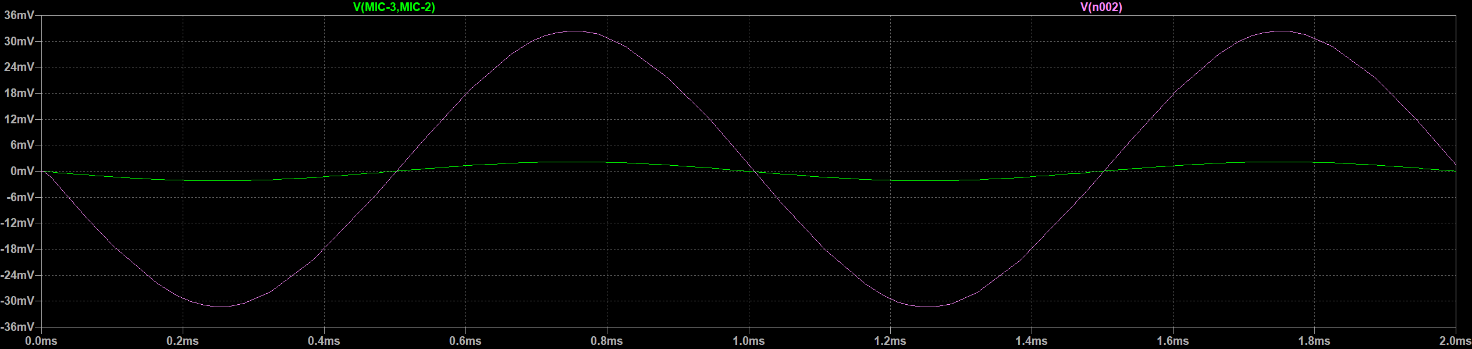 V(MIC-3,MIC-2) V(n002)
36mV
30mV
24mV
18mV
12mV
6mV
0mV
-6mV
-12mV
-18mV
-24mV
-30mV
-36mV
0.0ms 0.2ms 0.4ms 0.6ms 0.8ms 1.0ms 1.2ms 1.4ms 1.6ms 1.8ms 2.0ms